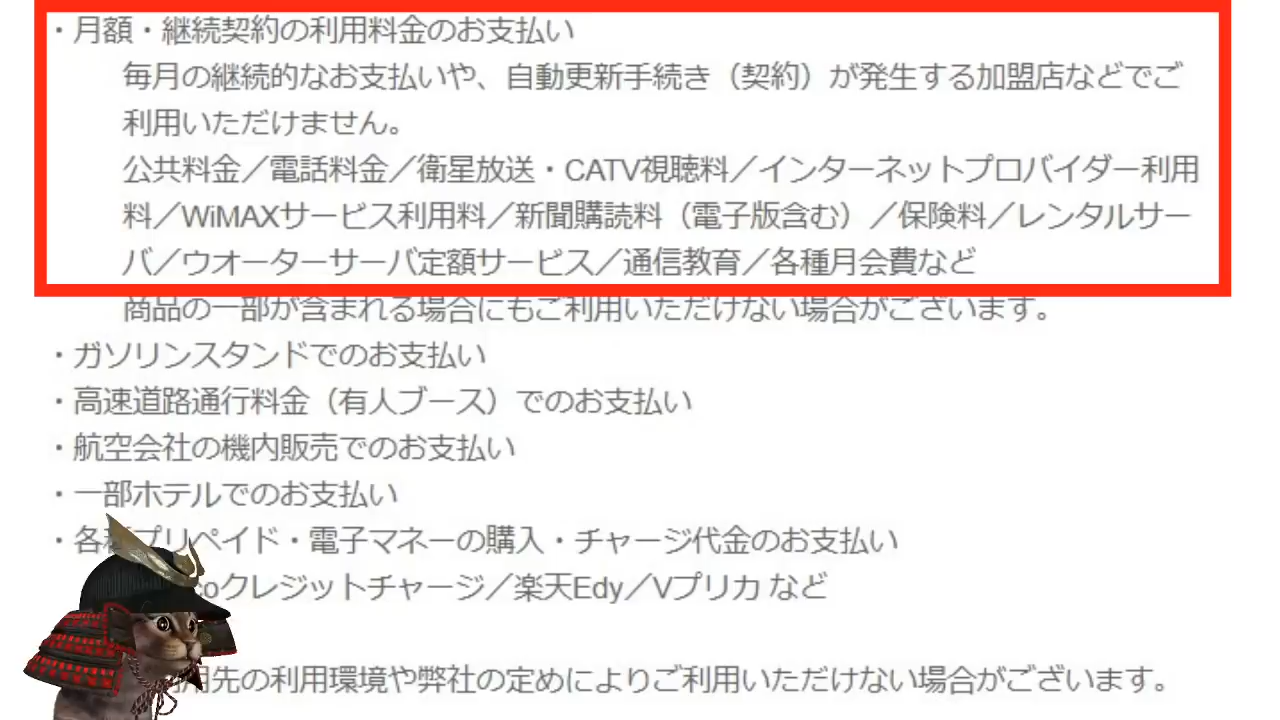 ・月額・継続契約の利用料金のお支払い
毎月の継続的なお支払いや、自動更新手続き（契約）が発生する加盟店などでご
利用いただけません。
公共料金／電話料金／衛星放送・CATV視聴料／インターネットプロバイダー利用
料／WiMAXサービス利用料／新聞購読料（電子版含む）／保険料／レンタルサー
バ／ウオーターサーバ定額サービス／通信教育／各種月会費など
商品の一部が含まれる場合にもご利用いただけない場合がございます。
・ガソリンスタンドでのお支払い
・高速道路通行料金（有人ブース）でのお支払い
・航空会社の機内販売でのお支払い
・一部ホテルでのお支払い
・各種プリペイド・電子マネーの購入・チャージ代金のお支払い
coクレジットチャージ／楽天Edy／Vプリカ など
用先の利用環境や弊社の定めによりご利用いただけない場合がございます。